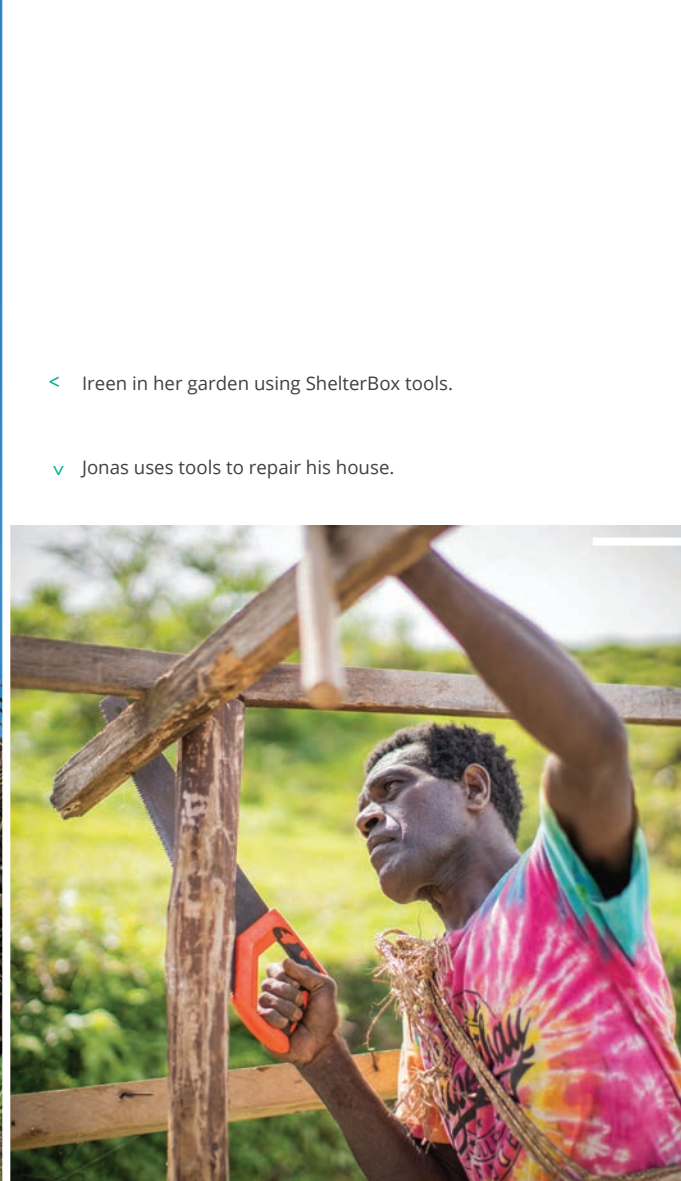 < Ireen in her garden using ShelterBox tools.
v Jonas uses tools to repair his house.